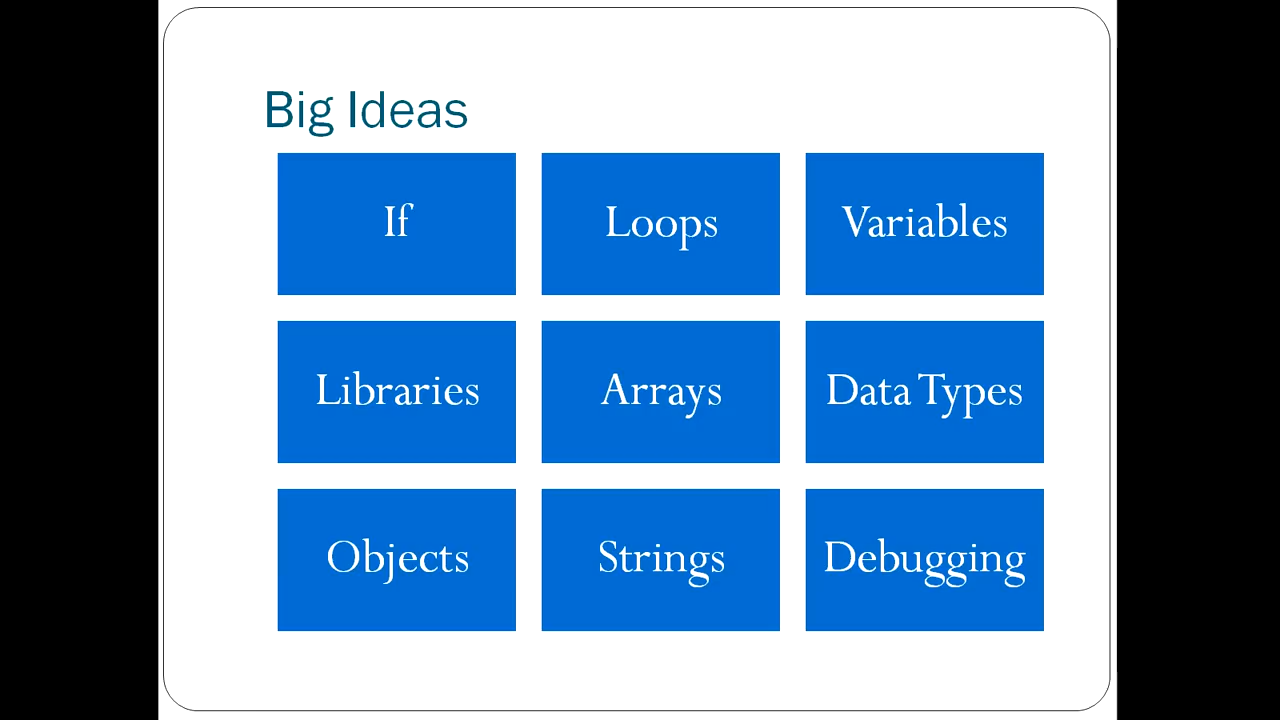 Big Ideas
If
Loops
Variables
Libraries
Arrays
Data Types
Objects
Strings
Debugging